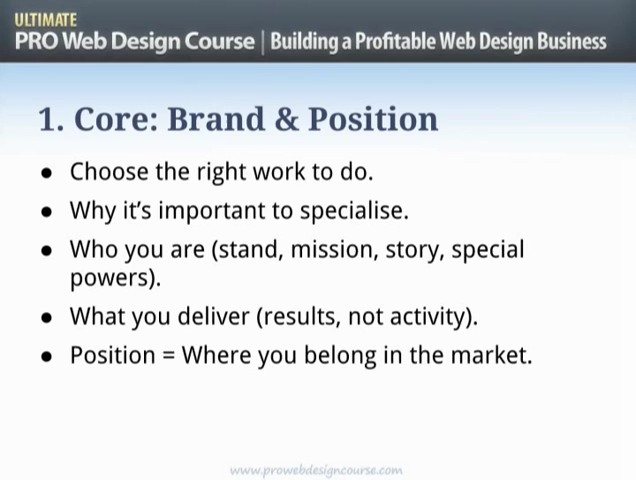 ULTIMATE
PRO Web Design Course | Building a Profitable Web Design Business
1. Core: Brand & Position
● Choose the right work to do.
● Why it's important to specialise.
● Who you are (stand, mission, story, special
powers).
● What you deliver (results, not activity).
● Position = Where you belong in the market.
www.prowebdesigncourse.com